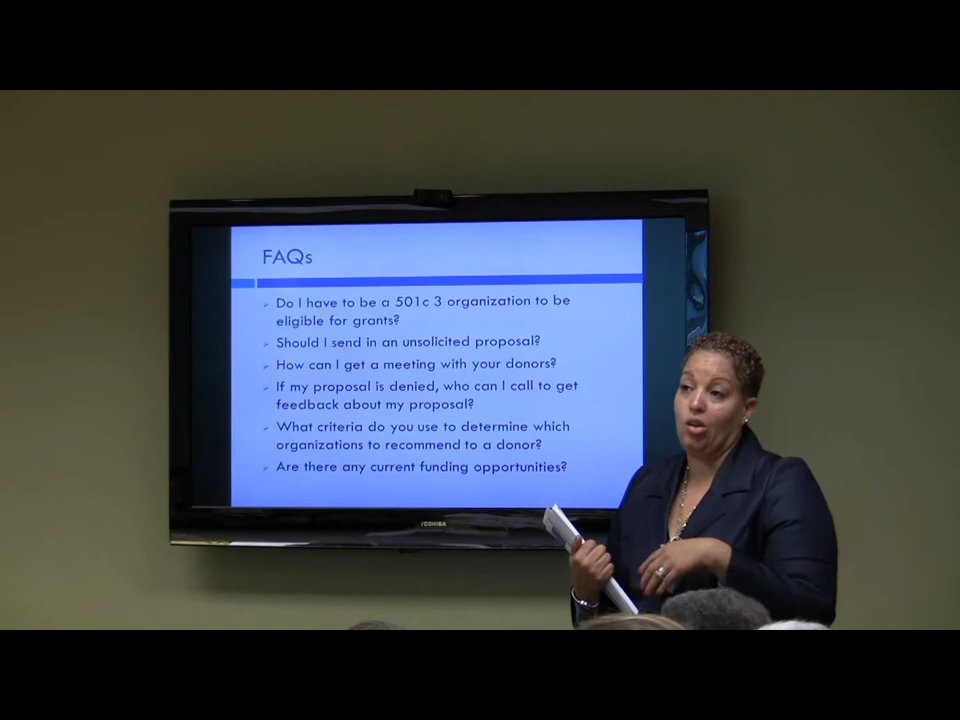 FAQs
Do I have to be a 501c 3 organization to be
eligible for grants?
Should I send in an unsolicited proposal?
How can I get a meeting with your donors?
If my proposal is denied, who can I call to get
feedback about my proposal?
What criteria do you use to determine which
organizations to recommend to a donor?
Are there any current funding opportunities?
TOSHIBA